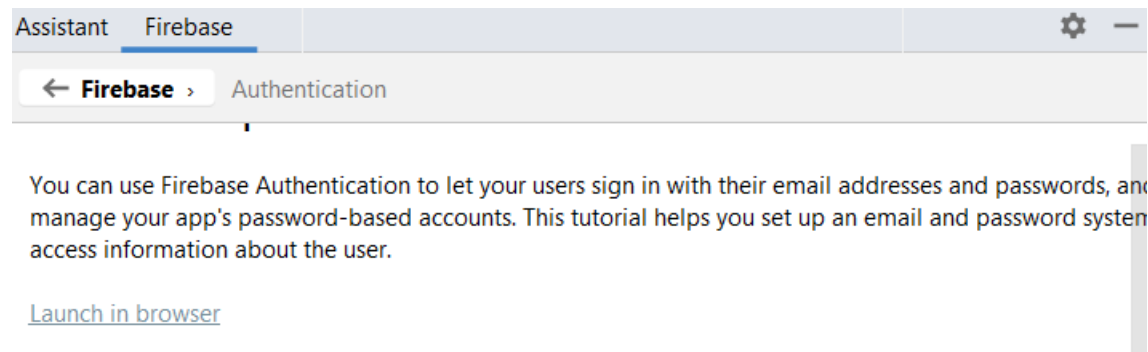 Assistant Firebase
← Firebase › Authentication
You can use Firebase Authentication to let your users sign in with their email addresses and passwords, and
manage your app's password-based accounts. This tutorial helps you set up an email and password system
access information about the user.
Launch in browser